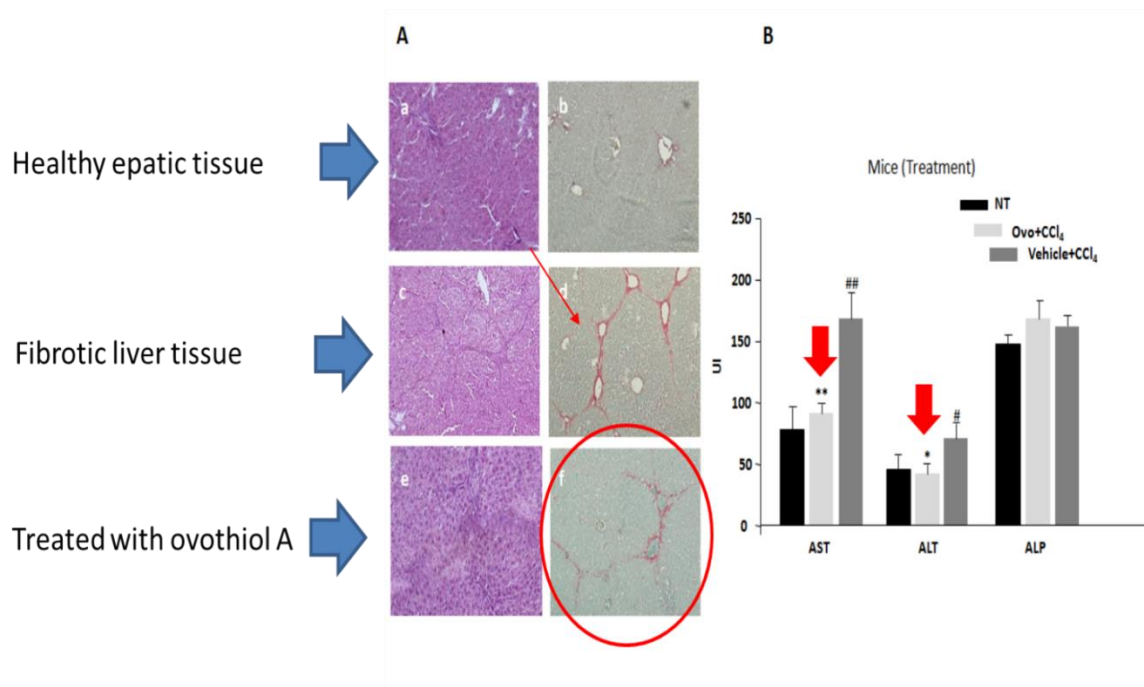 A
B
Healthy epatic tissue
a
b
Fibrotic liver tissue
c
d
Treated with ovothiol A
e
f
Mice (Treatment)
NT
Ovo+CCl₄
Vehicle+CCl₄
250
200
150
100
50
0
UI
##
**
#
*
AST
ALT
ALP